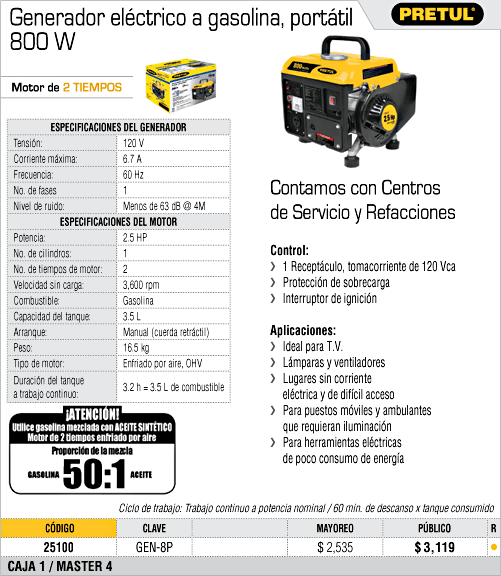 Generador eléctrico a gasolina, portátil
800 W
PRETUL®
Motor de 2 TIEMPOS
ESPECIFICACIONES DEL GENERADOR
Tensión: 120 V
Corriente máxima: 6.7 A
Frecuencia: 60 Hz
No. de fases 1
Nivel de ruido: Menos de 63 dB @ 4M
ESPECIFICACIONES DEL MOTOR
Potencia: 2.5 HP
No. de cilindros: 1
No. de tiempos de motor: 2
Velocidad sin carga: 3,600 rpm
Combustible: Gasolina
Capacidad del tanque: 3.5 L
Arranque: Manual (cuerda retráctil)
Peso: 16.5 kg
Tipo de motor: Enfriado por aire, OHV
Duración del tanque
a trabajo continuo: 3.2 h = 3.5 L de combustible
¡ATENCIÓN!
Utilice gasolina mezclada con ACEITE SINTÉTICO
Motor de 2 tiempos enfriado por aire
Proporción de la mezcla
GASOLINA 50:1 ACEITE
PRETUL
Contamos con Centros
de Servicio y Refacciones
Control:
› 1 Receptáculo, tomacorriente de 120 Vca
› Protección de sobrecarga
› Interruptor de ignición
Aplicaciones:
› Ideal para T.V.
› Lámparas y ventiladores
› Lugares sin corriente
eléctrica y de difícil acceso
› Para puestos móviles y ambulantes
que requieran iluminación
› Para herramientas eléctricas
de poco consumo de energía
Ciclo de trabajo: Trabajo continuo a potencia nominal / 60 min. de descanso x tanque consumido
CÓDIGO CLAVE MAYOREO PÚBLICO R
25100 GEN-8P $ 2,535 $ 3,119
CAJA 1 / MASTER 4